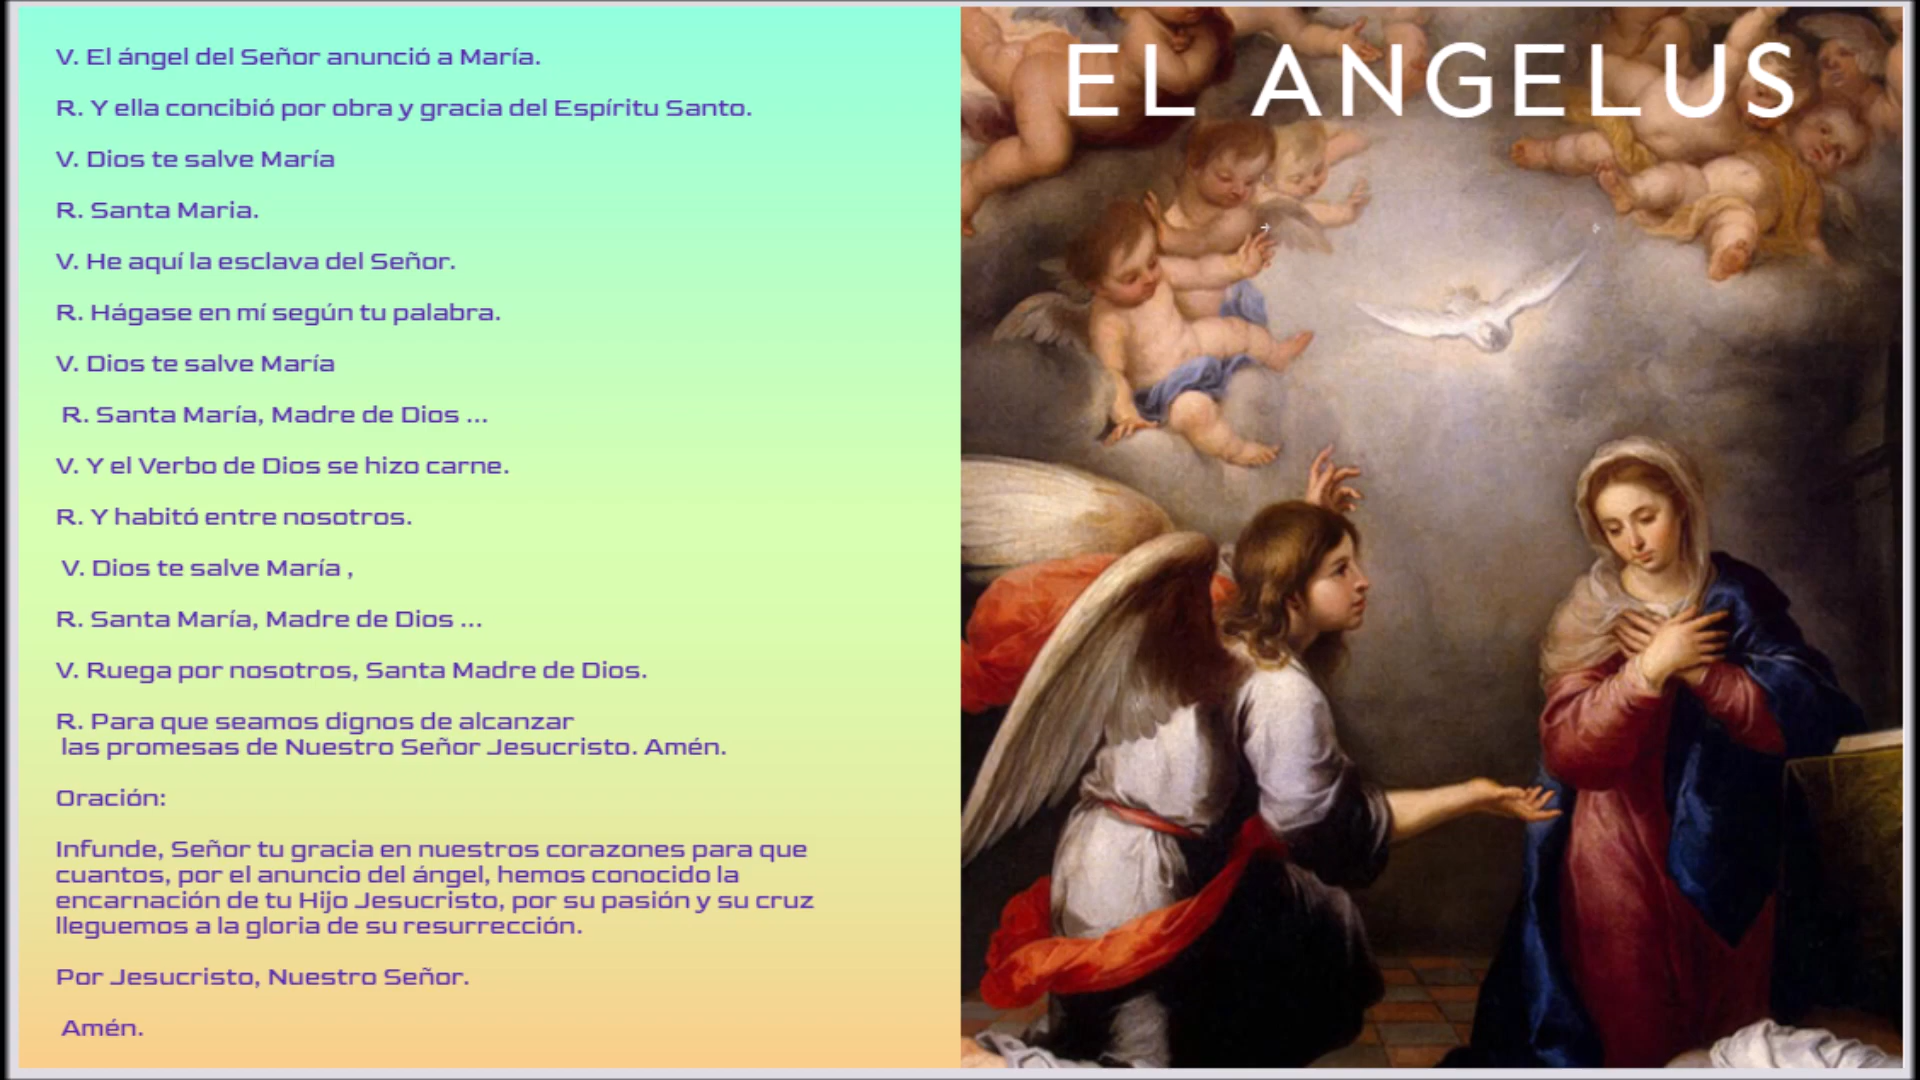 EL ANGELUS
V. El ángel del Señor anunció a María.
R. Y ella concibió por obra y gracia del Espíritu Santo.
V. Dios te salve María
R. Santa Maria.
V. He aquí la esclava del Señor.
R. Hágase en mí según tu palabra.
V. Dios te salve María
R. Santa María, Madre de Dios ...
V. Y el Verbo de Dios se hizo carne.
R. Y habitó entre nosotros.
V. Dios te salve María ,
R. Santa María, Madre de Dios ...
V. Ruega por nosotros, Santa Madre de Dios.
R. Para que seamos dignos de alcanzar
las promesas de Nuestro Señor Jesucristo. Amén.
Oración:
Infunde, Señor tu gracia en nuestros corazones para que
cuantos, por el anuncio del ángel, hemos conocido la
encarnación de tu Hijo Jesucristo, por su pasión y su cruz
lleguemos a la gloria de su resurrección.
Por Jesucristo, Nuestro Señor.
Amén.